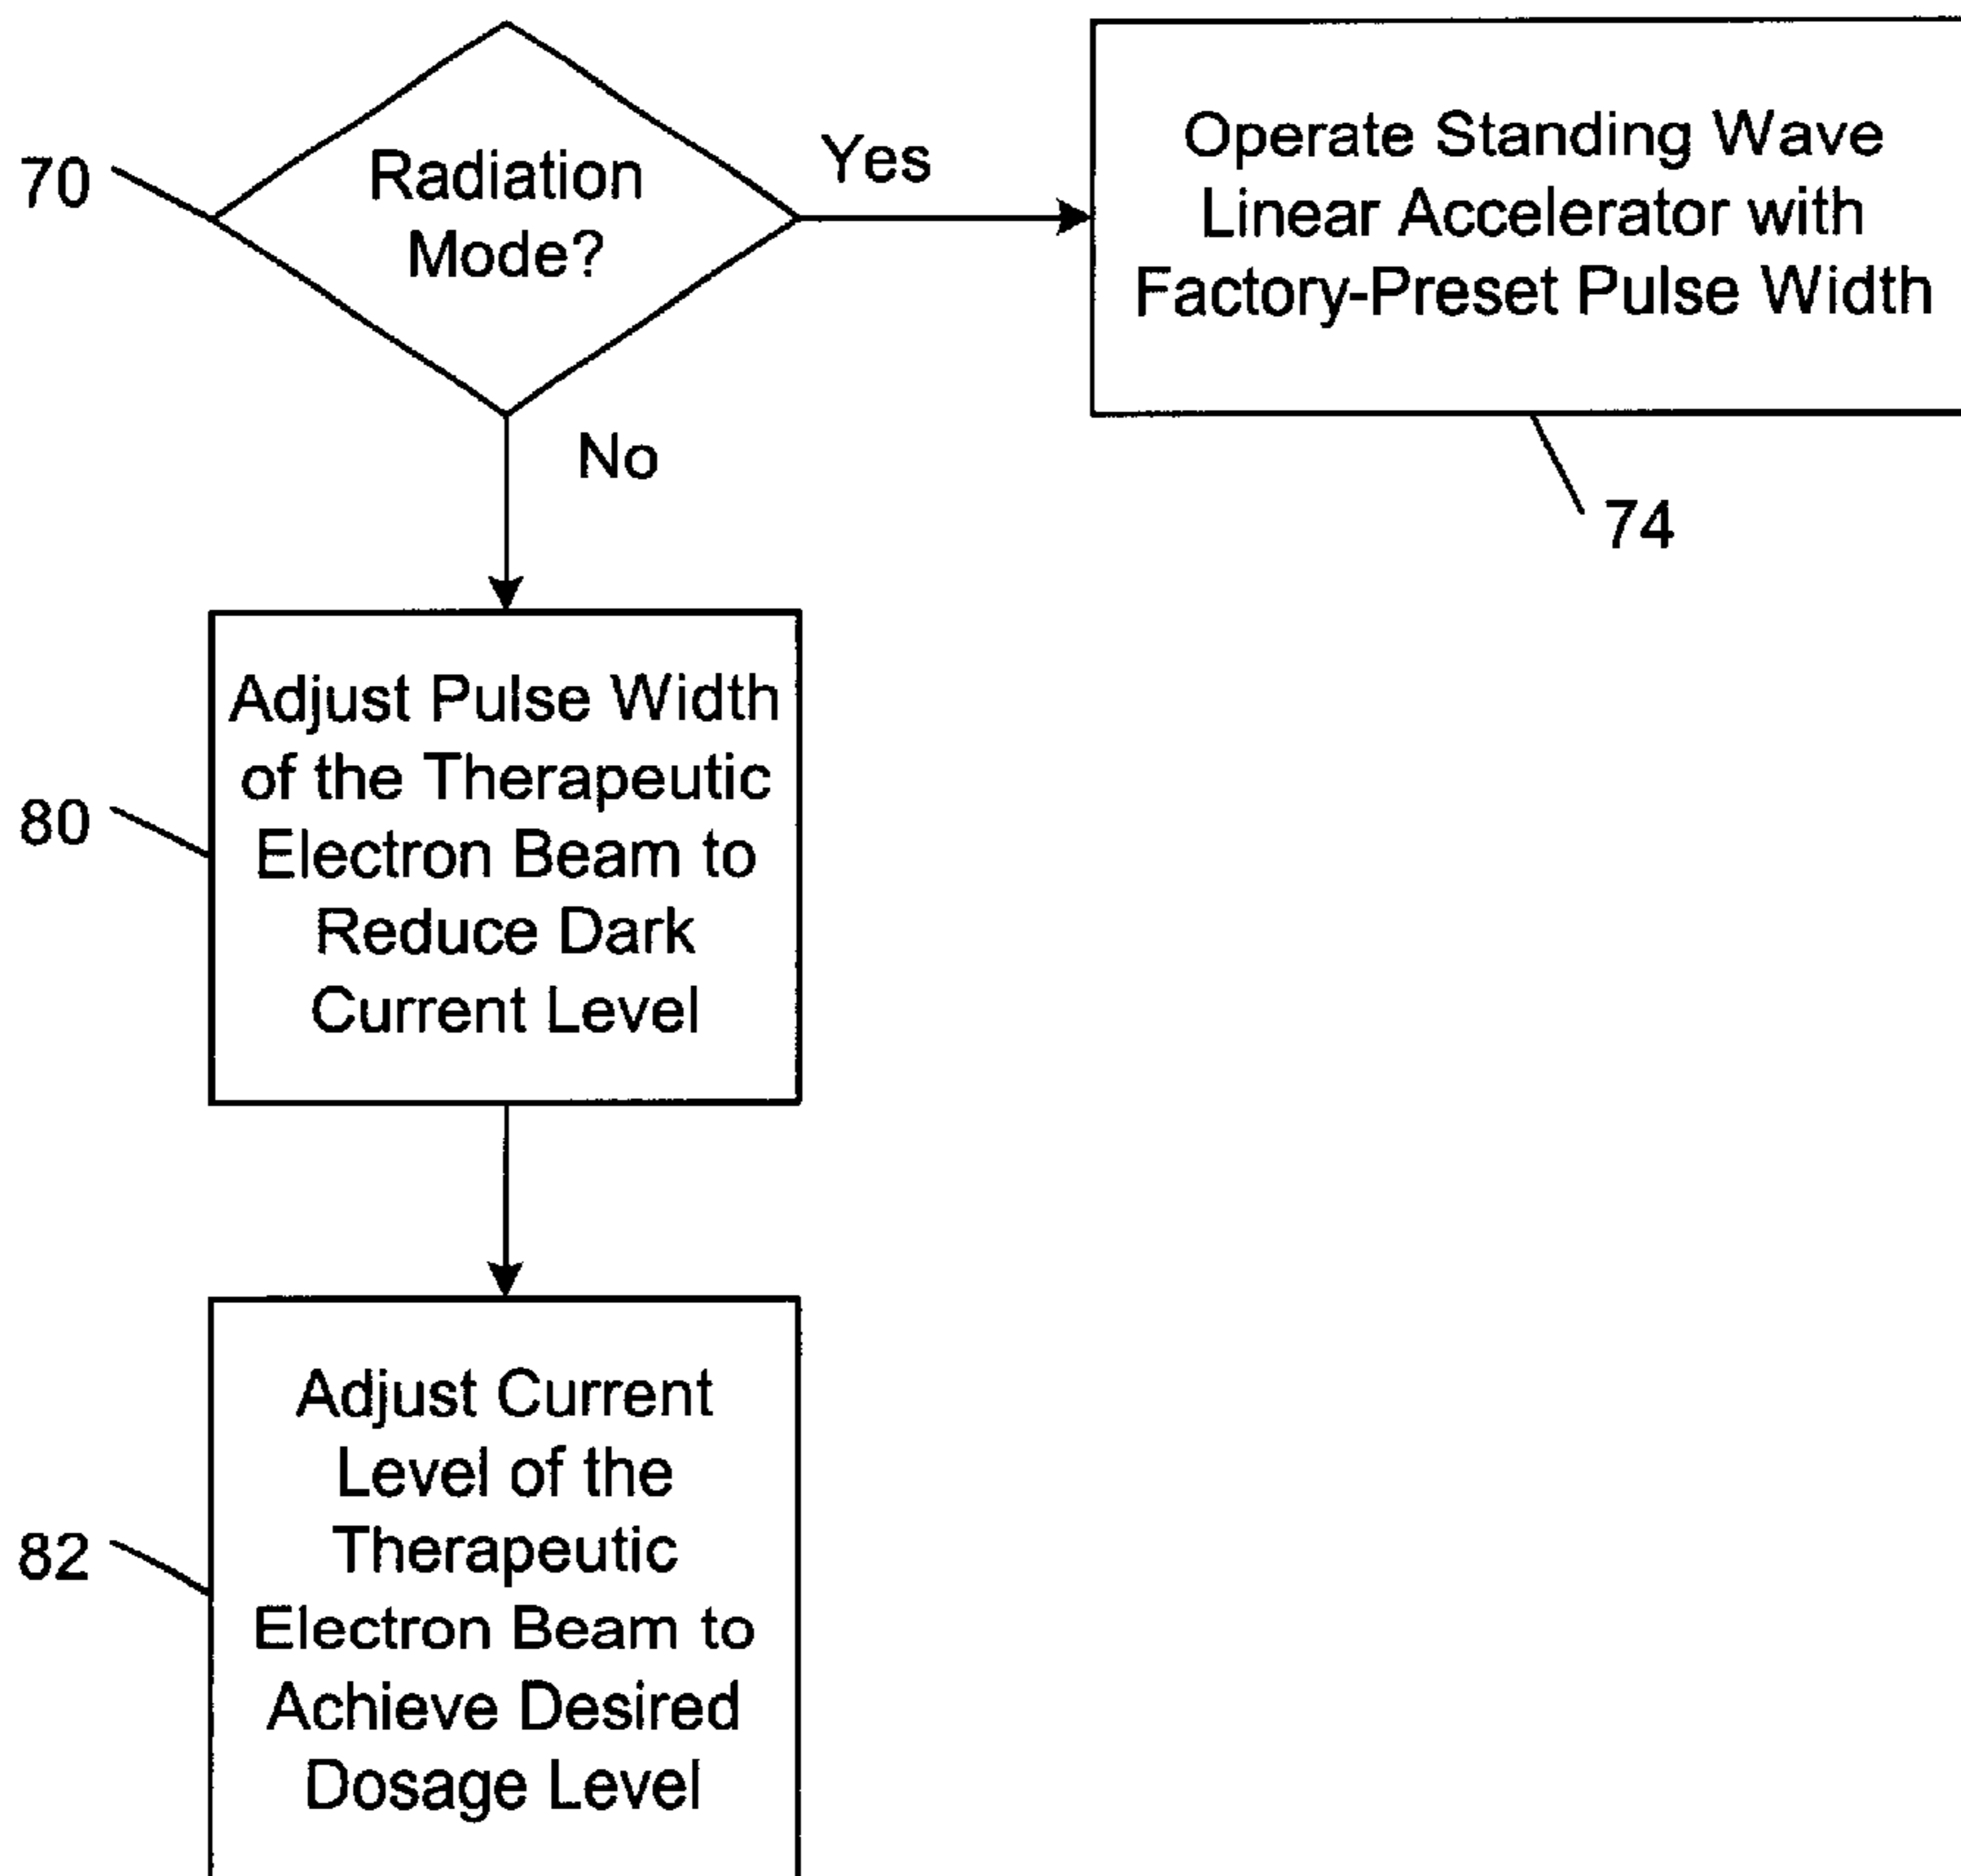 70
Radiation
Mode?
Yes
Operate Standing Wave
Linear Accelerator with
Factory-Preset Pulse Width
74
No
80
Adjust Pulse Width
of the Therapeutic
Electron Beam to
Reduce Dark
Current Level
82
Adjust Current
Level of the
Therapeutic
Electron Beam to
Achieve Desired
Dosage Level